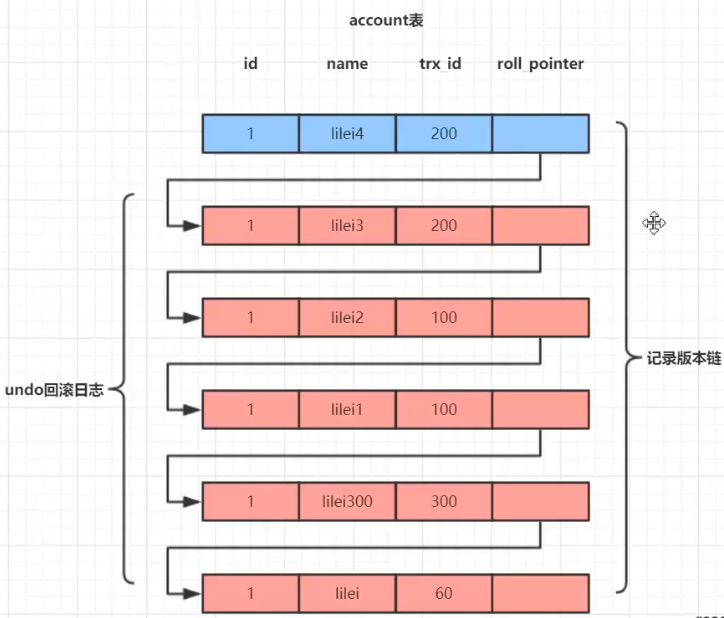 account表
id name trx_id roll_pointer
1 lilei4 200
1 lilei3 200
1 lilei2 100
记录版本链
undo回滚日志
1 lilei1 100
1 lilei300 300
1 lilei 60